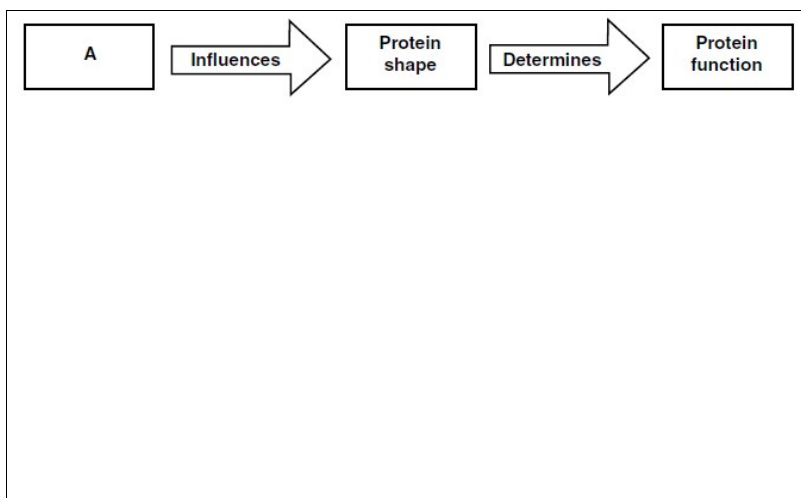 A
Influences
Protein
shape
Determines
Protein
function